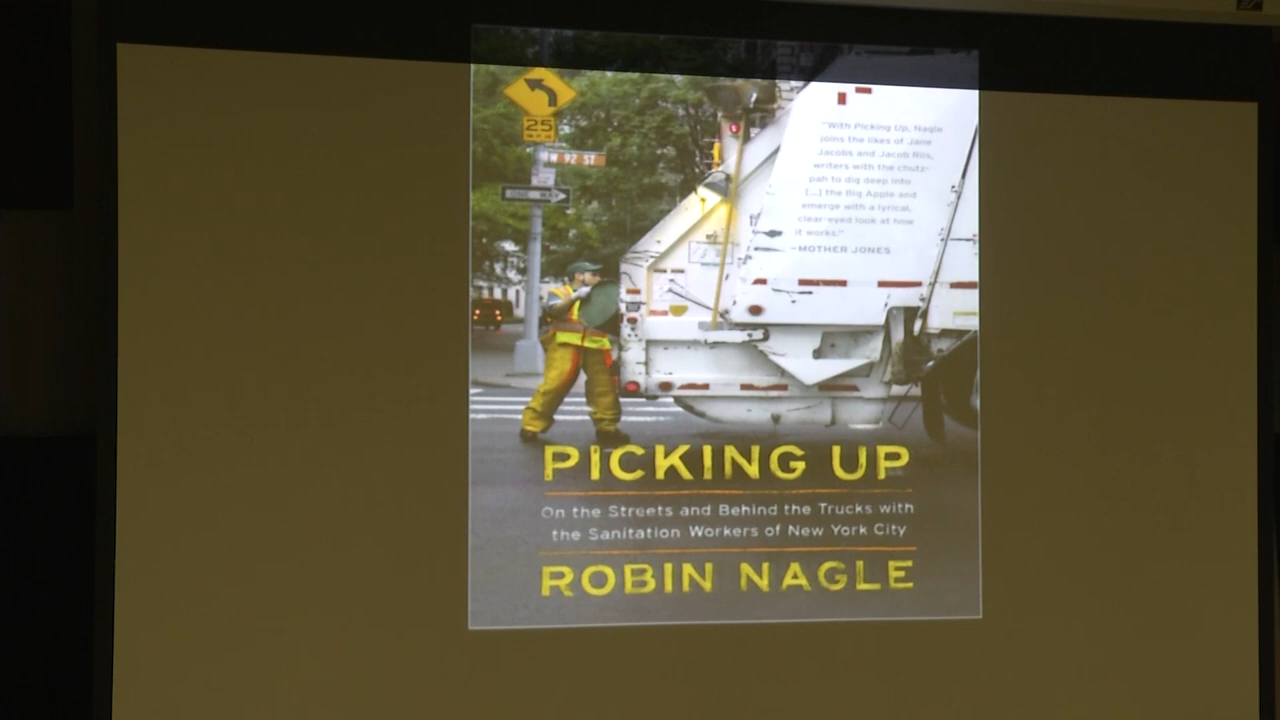 25
W 92 ST
ONE WAY
"With Picking Up, Nagle
joins the likes of Jane
Jacobs and Jacob Riis,
writers with the chutz-
pah to dig deep into
[...] the Big Apple and
emerge with a lyrical,
clear-eyed look at how
it works."
—MOTHER JONES
PICKING UP
On the Streets and Behind the Trucks with
the Sanitation Workers of New York City
ROBIN NAGLE